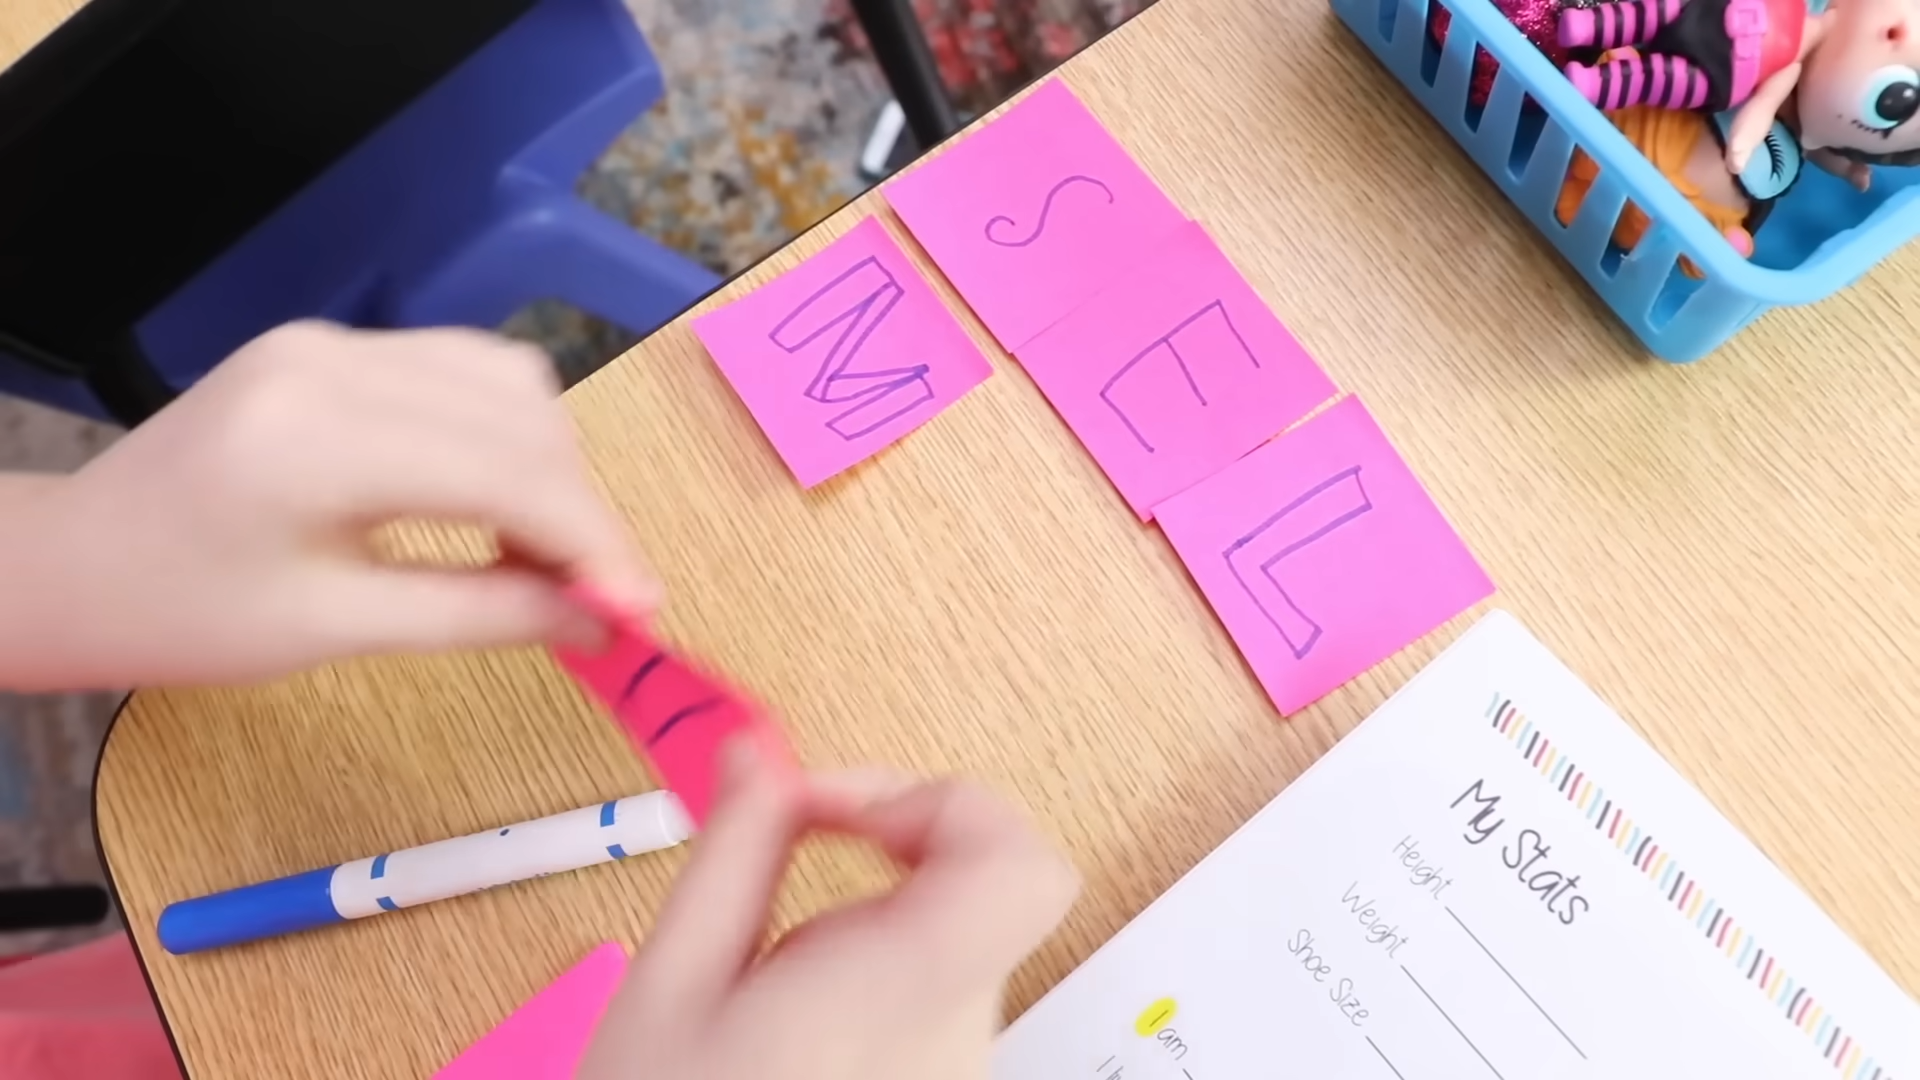 S
E
L
M
My Stats
Height
Weight
Shoe Size
I am